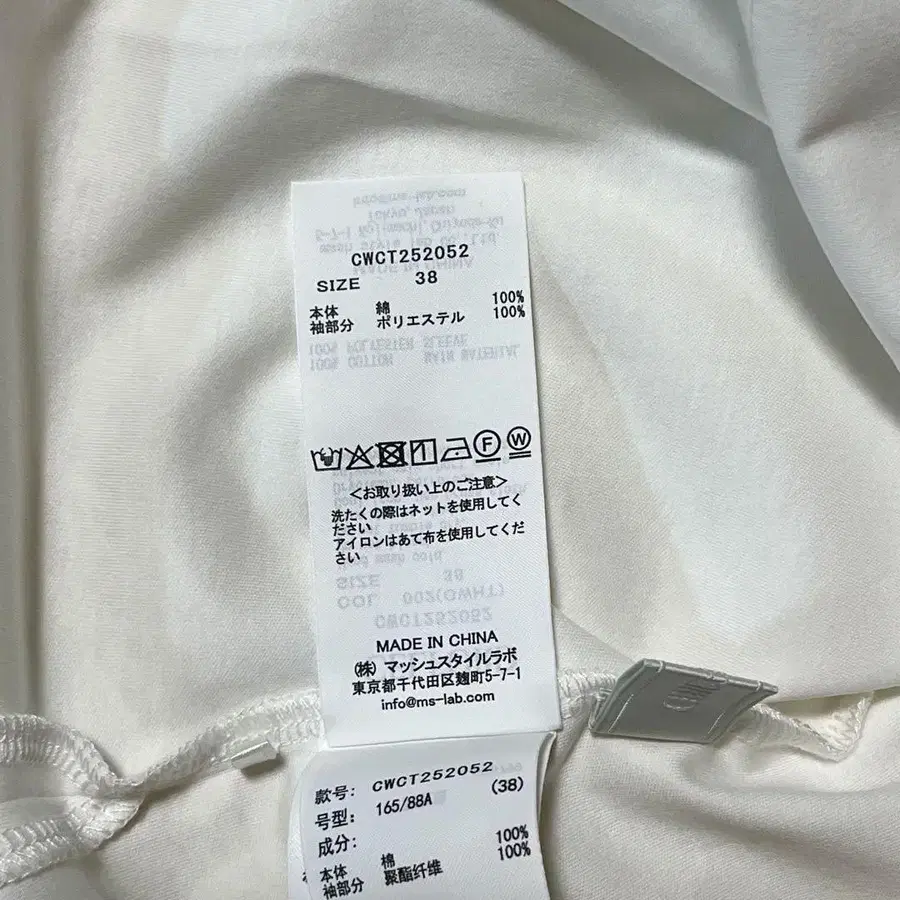 CWCT252052
SIZE 38
本体 綿 100%
袖部分 ポリエステル 100%
F W
＜お取り扱い上のご注意＞
洗たくの際はネットを使用してく
ださい
アイロンはあて布を使用してくだ
さい
MADE IN CHINA
(株) マッシュスタイルラボ
東京都千代田区麹町5-7-1
info@ms-lab.com
款号: CWCT252052
号型: 165/88A (38)
成分:
本体 棉 100%
袖部分 聚酯纤维 100%